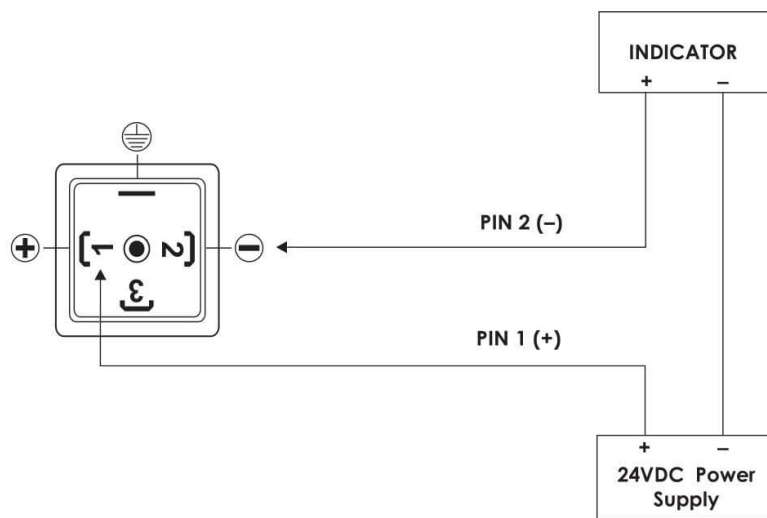 INDICATOR
+ −
PIN 2 (−)
+ 1 2 −
3
PIN 1 (+)
+ −
24VDC Power
Supply